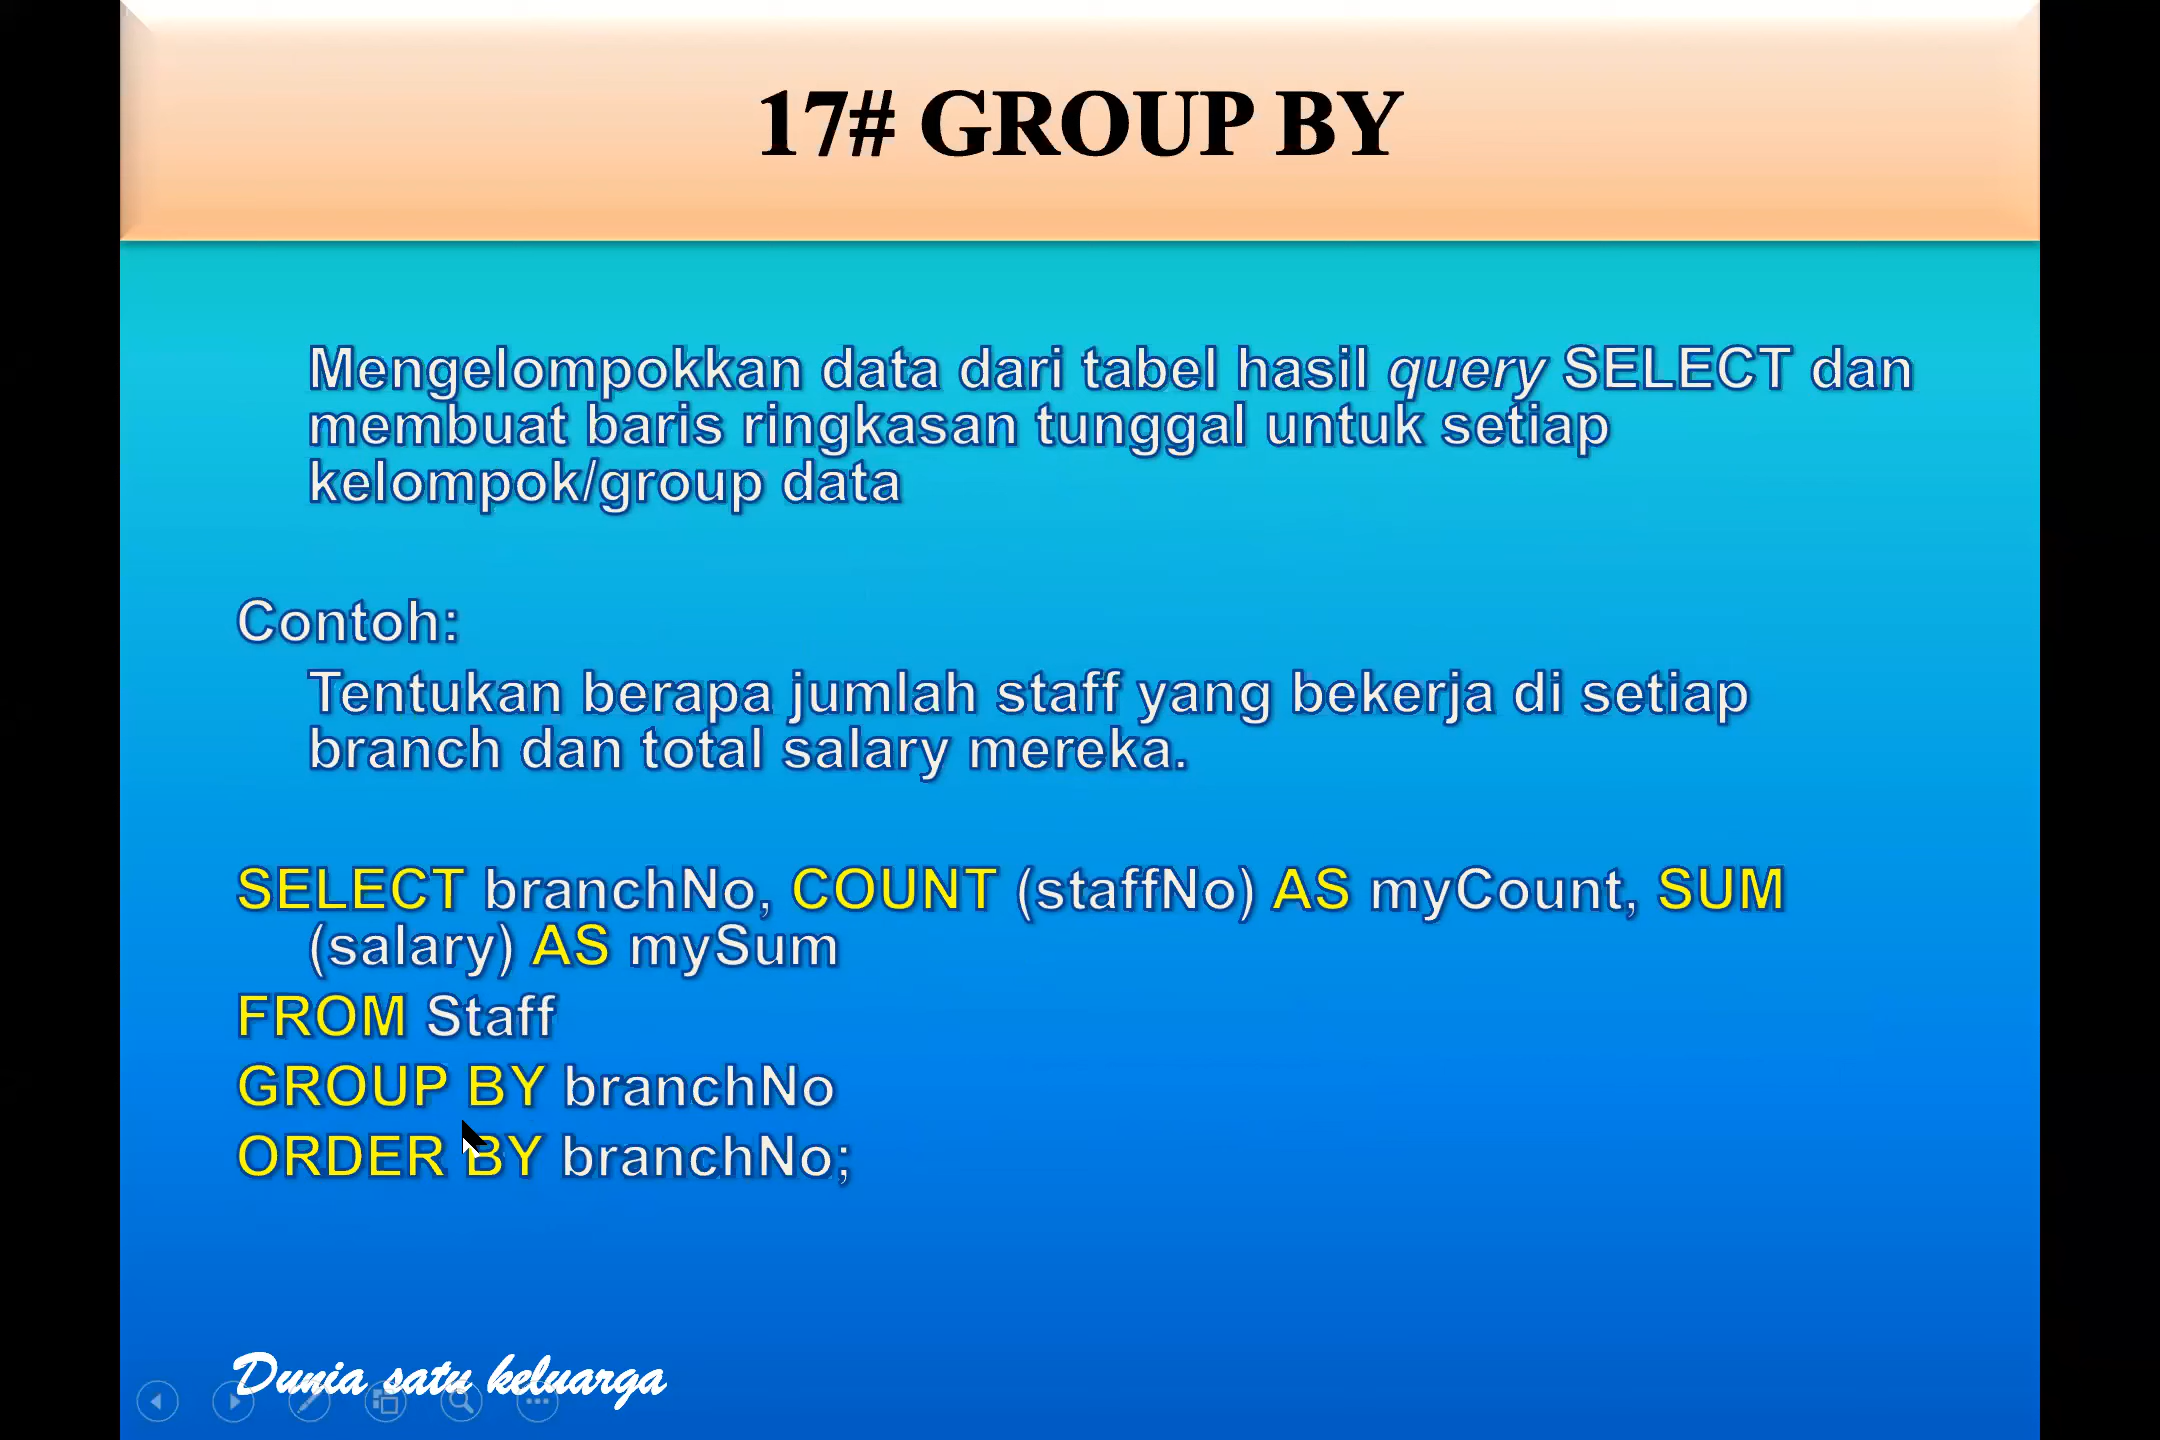 17# GROUP BY
Mengelompokkan data dari tabel hasil query SELECT dan
membuat baris ringkasan tunggal untuk setiap
kelompok/group data
Contoh:
Tentukan berapa jumlah staff yang bekerja di setiap
branch dan total salary mereka.
SELECT branchNo, COUNT (staffNo) AS myCount, SUM
(salary) AS mySum
FROM Staff
GROUP BY branchNo
ORDER BY branchNo;
Dunia satu keluarga